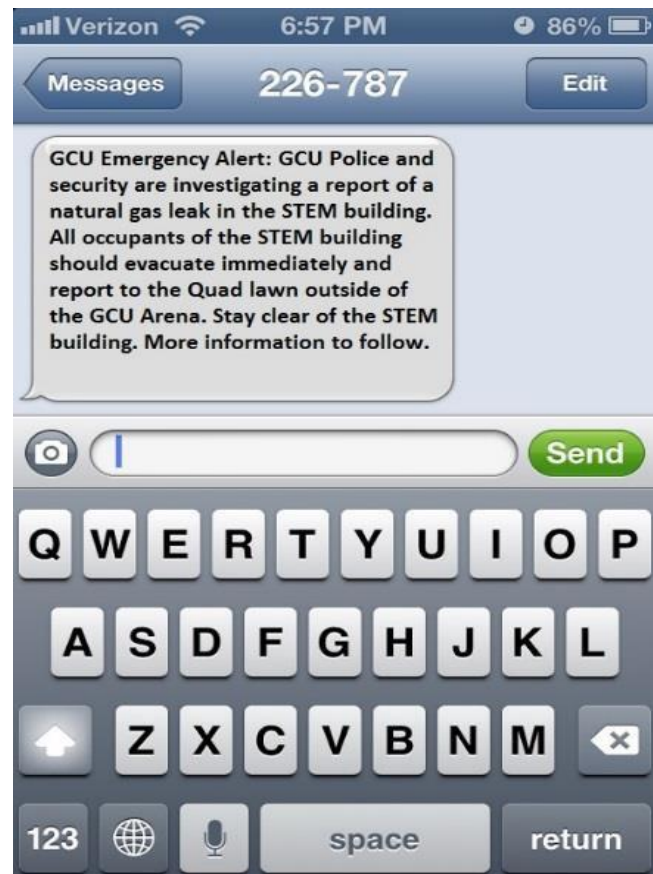 Verizon 6:57 PM 86%
Messages 226-787 Edit
GCU Emergency Alert: GCU Police and
security are investigating a report of a
natural gas leak in the STEM building.
All occupants of the STEM building
should evacuate immediately and
report to the Quad lawn outside of
the GCU Arena. Stay clear of the STEM
building. More information to follow.
Send
Q W E R T Y U I O P
A S D F G H J K L
Z X C V B N M
123 space return